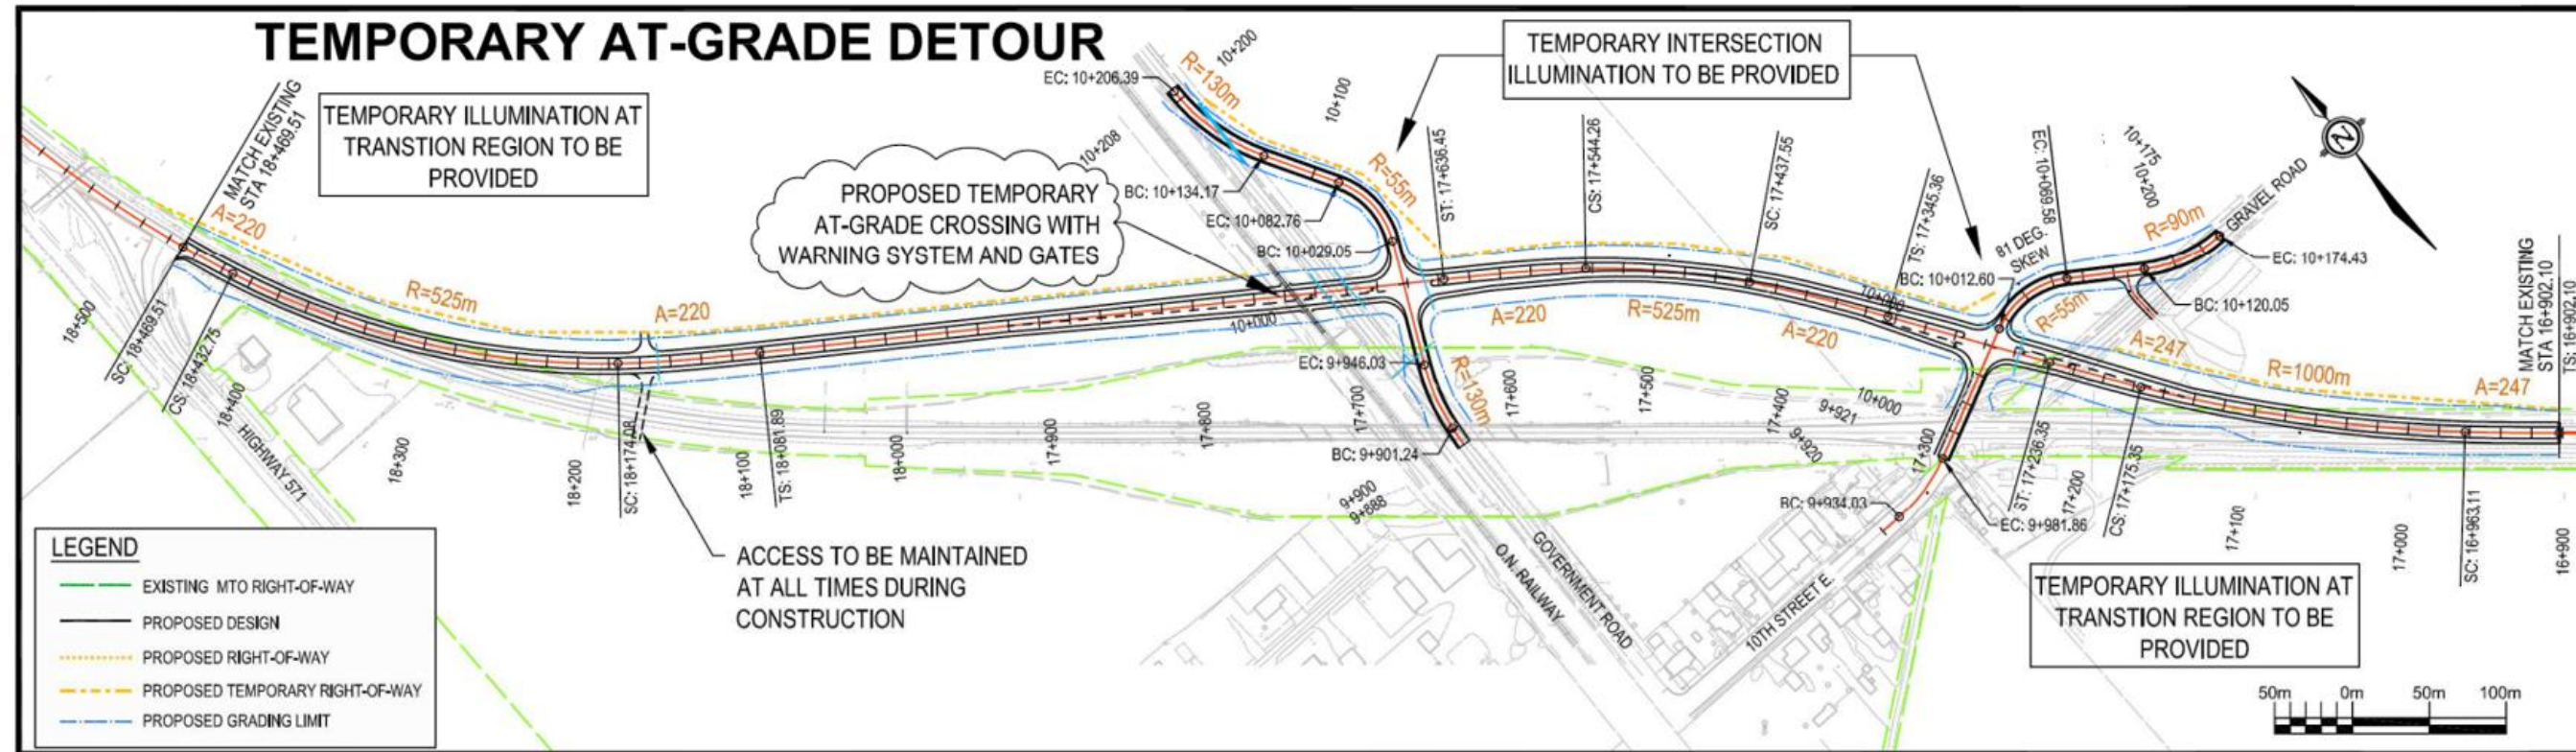 TEMPORARY AT-GRADE DETOUR
TEMPORARY ILLUMINATION AT
TRANSTION REGION TO BE
PROVIDED
MATCH EXISTING
STA 18+469.51
A=220
R=525m
A=220
18+500
SC: 18+469.51
CS: 18+432.75
18+400
HIGHWAY 571
18+300
18+200
SC: 18+174.08
18+100
TS: 18+081.89
18+000
17+900
17+800
17+700
ACCESS TO BE MAINTAINED
AT ALL TIMES DURING
CONSTRUCTION
PROPOSED TEMPORARY
AT-GRADE CROSSING WITH
WARNING SYSTEM AND GATES
EC: 10+206.39
R=130m
10+200
10+100
10+208
BC: 10+134.17
EC: 10+082.76
BC: 10+029.05
R=55m
10+000
EC: 9+946.03
R=130m
BC: 9+901.24
9+900
9+888
O.N. RAILWAY
GOVERNMENT ROAD
TEMPORARY INTERSECTION
ILLUMINATION TO BE PROVIDED
ST: 17+636.45
CS: 17+544.26
SC: 17+437.55
TS: 17+345.36
A=220
R=525m
A=220
17+600
17+500
17+400
17+300
10+000
9+921
9+920
BC: 9+934.03
EC: 9+981.86
10TH STREET E.
BC: 10+012.60
81 DEG.
SKEW
EC: 10+069.58
10+175
10+200
R=55m
R=90m
GRAVEL ROAD
EC: 10+174.43
BC: 10+120.05
A=247
R=1000m
A=247
MATCH EXISTING
STA 16+902.10
TS: 16+902.10
ST: 17+236.35
17+200
CS: 17+175.35
17+100
17+000
SC: 16+963.11
16+900
TEMPORARY ILLUMINATION AT
TRANSTION REGION TO BE
PROVIDED
LEGEND
EXISTING MTO RIGHT-OF-WAY
PROPOSED DESIGN
PROPOSED RIGHT-OF-WAY
PROPOSED TEMPORARY RIGHT-OF-WAY
PROPOSED GRADING LIMIT
50m 0m 50m 100m
N